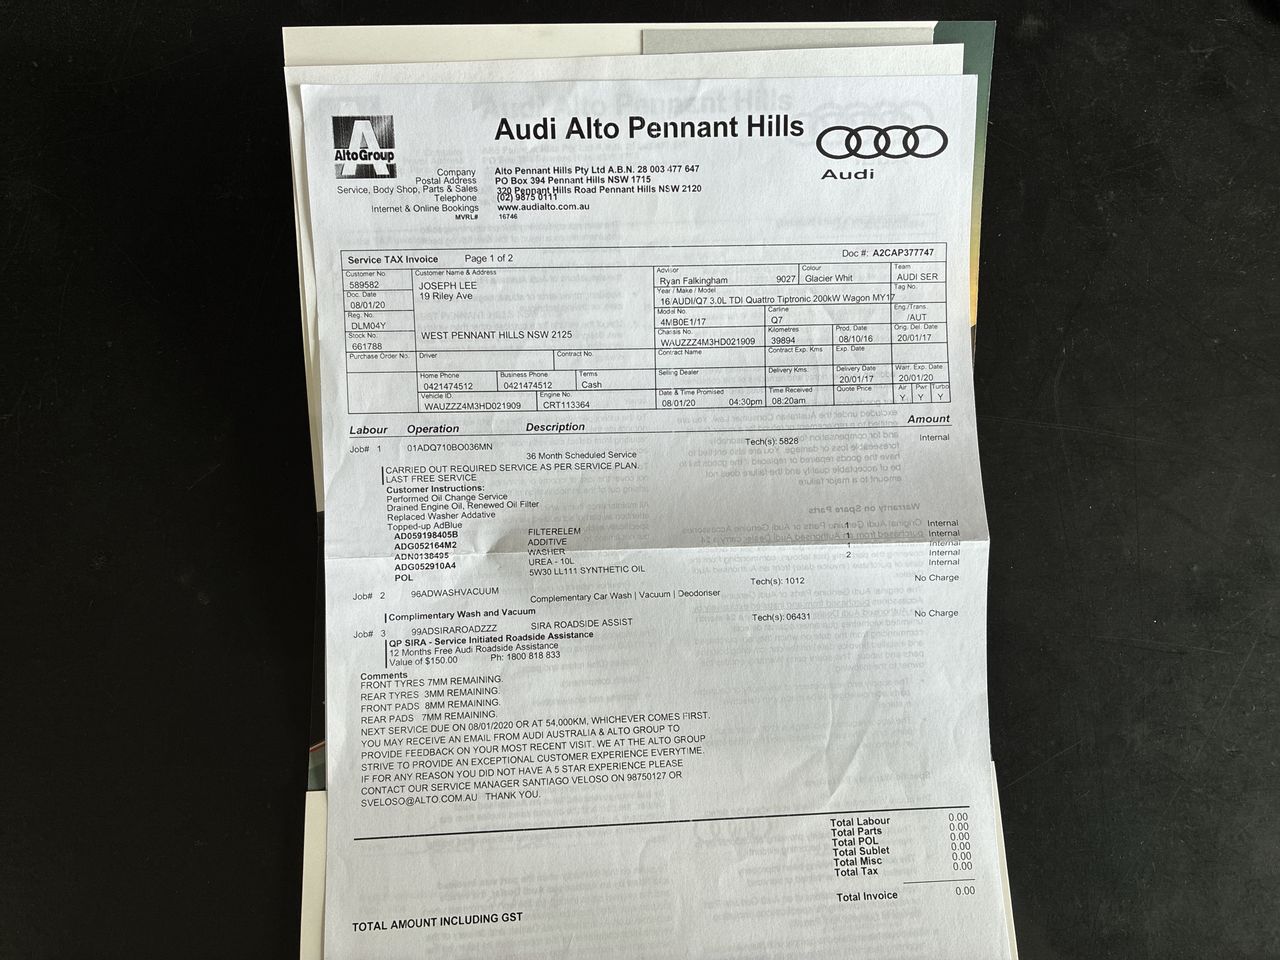 Audi Alto Pennant Hills
A
AltoGroup
Audi
Company Alto Pennant Hills Pty Ltd A.B.N. 28 003 477 647
Postal Address PO Box 394 Pennant Hills NSW 1715
Service, Body Shop, Parts & Sales 320 Pennant Hills Road Pennant Hills NSW 2120
Telephone (02) 9875 0111
Internet & Online Bookings www.audialto.com.au
MVRL# 16746
Service TAX Invoice Page 1 of 2 Doc #: A2CAP377747
Customer No. Customer Name & Address Advisor Colour Team
589582 JOSEPH LEE Ryan Falkingham 9027 Glacier Whit AUDI SER
Doc. Date 19 Riley Ave Year / Make / Model Tag No.
08/01/20 16/AUDI/Q7 3.0L TDI Quattro Tiptronic 200kW Wagon MY17
Reg. No. Model No. Carline Eng./Trans.
DLM04Y 4MB0E1/17 Q7 /AUT
Stock No. WEST PENNANT HILLS NSW 2125 Chassis No. Kilometres Prod. Date Orig. Del. Date
661788 WAUZZZ4M3HD021909 39894 08/10/16 20/01/17
Purchase Order No. Driver Contract No. Contract Name Contract Exp. Kms Exp. Date
Home Phone Business Phone Terms Selling Dealer Delivery Kms. Delivery Date Warr. Exp. Date
0421474512 0421474512 Cash 20/01/17 20/01/20
Vehicle ID. Engine No. Date & Time Promised Time Received Quote Price Air Pwr Turbo
WAUZZZ4M3HD021909 CRT113364 08/01/20 04:30pm 08:20am Y Y Y
Labour Operation Description Amount
Job# 1 01ADQ710BO036MN Tech(s): 5828 Internal
36 Month Scheduled Service
CARRIED OUT REQUIRED SERVICE AS PER SERVICE PLAN.
LAST FREE SERVICE
Customer Instructions:
Performed Oil Change Service
Drained Engine Oil, Renewed Oil Filter
Replaced Washer Addative
Topped-up AdBlue
AD059198405B FILTERELEM 1 Internal
ADG052164M2 ADDITIVE 1 Internal
ADN0138495 WASHER 1 Internal
ADG052910A4 UREA - 10L 2 Internal
POL 5W30 LL111 SYNTHETIC OIL Internal
Job# 2 96ADWASHVACUUM Tech(s): 1012 No Charge
Complementary Car Wash | Vacuum | Deodoriser
Complimentary Wash and Vacuum
Job# 3 99ADSIRAROADZZZ SIRA ROADSIDE ASSIST Tech(s): 06431 No Charge
QP SIRA - Service Initiated Roadside Assistance
12 Months Free Audi Roadside Assistance
Value of $150.00 Ph: 1800 818 833
Comments
FRONT TYRES 7MM REMAINING.
REAR TYRES 3MM REMAINING.
FRONT PADS 8MM REMAINING.
REAR PADS 7MM REMAINING.
NEXT SERVICE DUE ON 08/01/2020 OR AT 54,000KM, WHICHEVER COMES FIRST.
YOU MAY RECEIVE AN EMAIL FROM AUDI AUSTRALIA & ALTO GROUP TO
PROVIDE FEEDBACK ON YOUR MOST RECENT VISIT. WE AT THE ALTO GROUP
STRIVE TO PROVIDE AN EXCEPTIONAL CUSTOMER EXPERIENCE EVERYTIME.
IF FOR ANY REASON YOU DID NOT HAVE A 5 STAR EXPERIENCE PLEASE
CONTACT OUR SERVICE MANAGER SANTIAGO VELOSO ON 98750127 OR
SVELOSO@ALTO.COM.AU THANK YOU.
Total Labour 0.00
Total Parts 0.00
Total POL 0.00
Total Sublet 0.00
Total Misc 0.00
Total Tax 0.00
Total Invoice 0.00
TOTAL AMOUNT INCLUDING GST